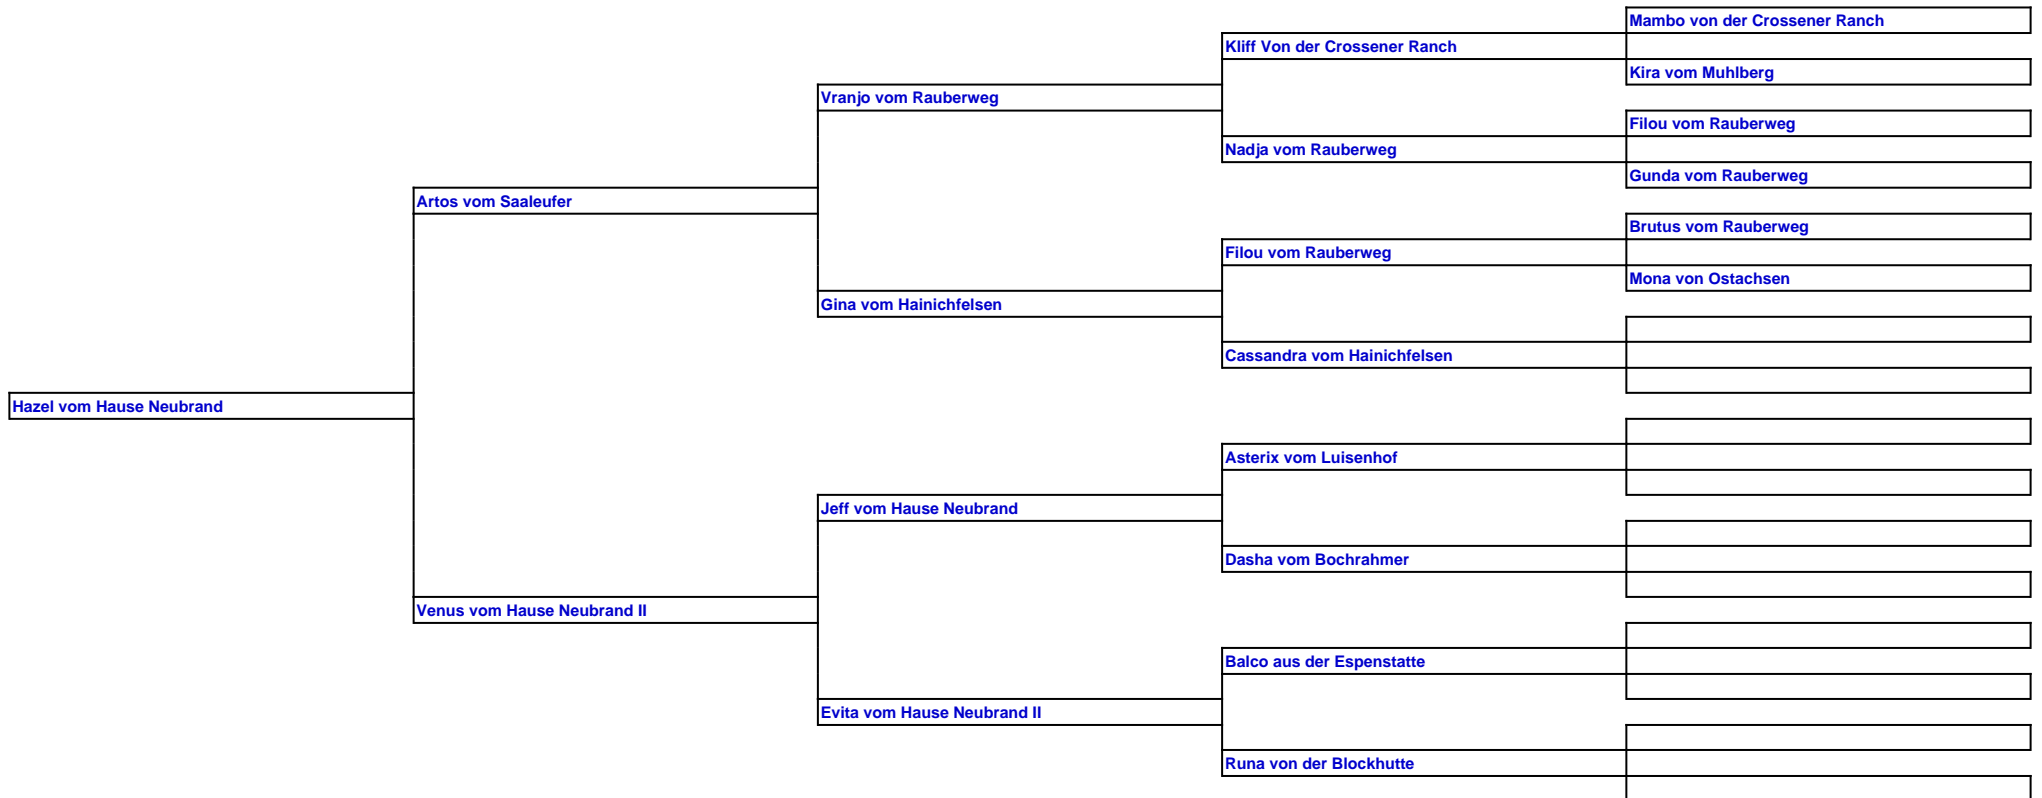 Mambo von der Crossener Ranch
Kliff Von der Crossener Ranch
Kira vom Muhlberg
Vranjo vom Rauberweg
Filou vom Rauberweg
Nadja vom Rauberweg
Gunda vom Rauberweg
Artos vom Saaleufer
Brutus vom Rauberweg
Filou vom Rauberweg
Mona von Ostachsen
Gina vom Hainichfelsen
Cassandra vom Hainichfelsen
Hazel vom Hause Neubrand
Asterix vom Luisenhof
Jeff vom Hause Neubrand
Dasha vom Bochrahmer
Venus vom Hause Neubrand II
Balco aus der Espenstatte
Evita vom Hause Neubrand II
Runa von der Blockhutte